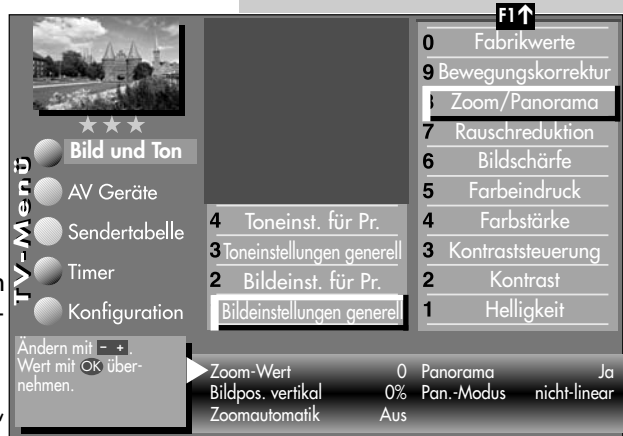 F1↑
0 Fabrikwerte
9 Bewegungskorrektur
Zoom/Panorama
7 Rauschreduktion
6 Bildschärfe
5 Farbeindruck
4 Farbstärke
3 Kontraststeuerung
2 Kontrast
1 Helligkeit
4 Toneinst. für Pr.
3 Toneinstellungen generell
2 Bildeinst. für Pr.
Bildeinstellungen generell
TV-Menü
Bild und Ton
AV Geräte
Sendertabelle
Timer
Konfiguration
Ändern mit - + .
Wert mit OK über-
nehmen.
Zoom-Wert 0 Panorama Ja
Bildpos. vertikal 0% Pan.-Modus nicht-linear
Zoomautomatik Aus